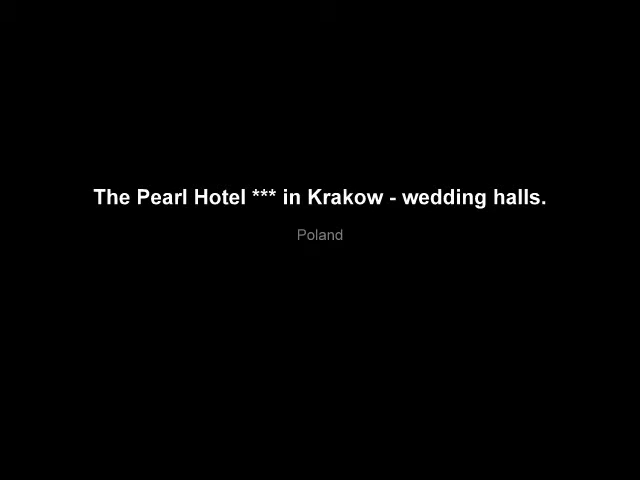 The Pearl Hotel *** in Krakow - wedding halls.
Poland